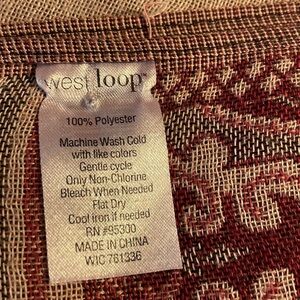 west loop
100% Polyester
Machine Wash Cold
with like colors
Gentle cycle
Only Non-Chlorine
Bleach When Needed
Flat Dry
Cool iron if needed
RN #95300
MADE IN CHINA
WIC 761336